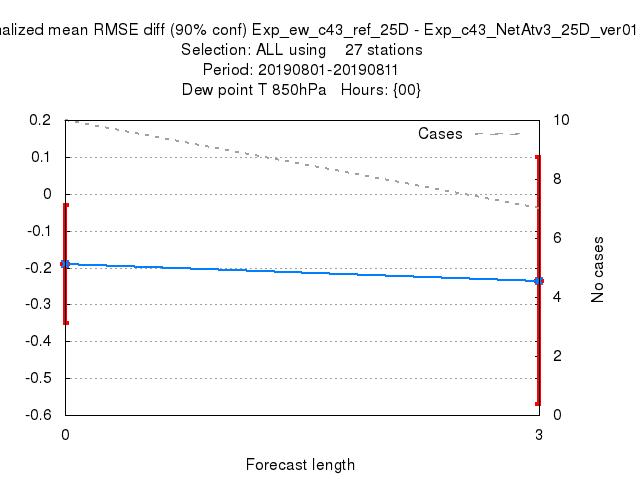 nalized mean RMSE diff (90% conf) Exp_ew_c43_ref_25D - Exp_c43_NetAtv3_25D_ver01
Selection: ALL using 27 stations
Period: 20190801-20190811
Dew point T 850hPa Hours: {00}
Cases
0.2
0.1
0
-0.1
-0.2
-0.3
-0.4
-0.5
-0.6
10
8
6
4
2
0
No cases
0 3
Forecast length